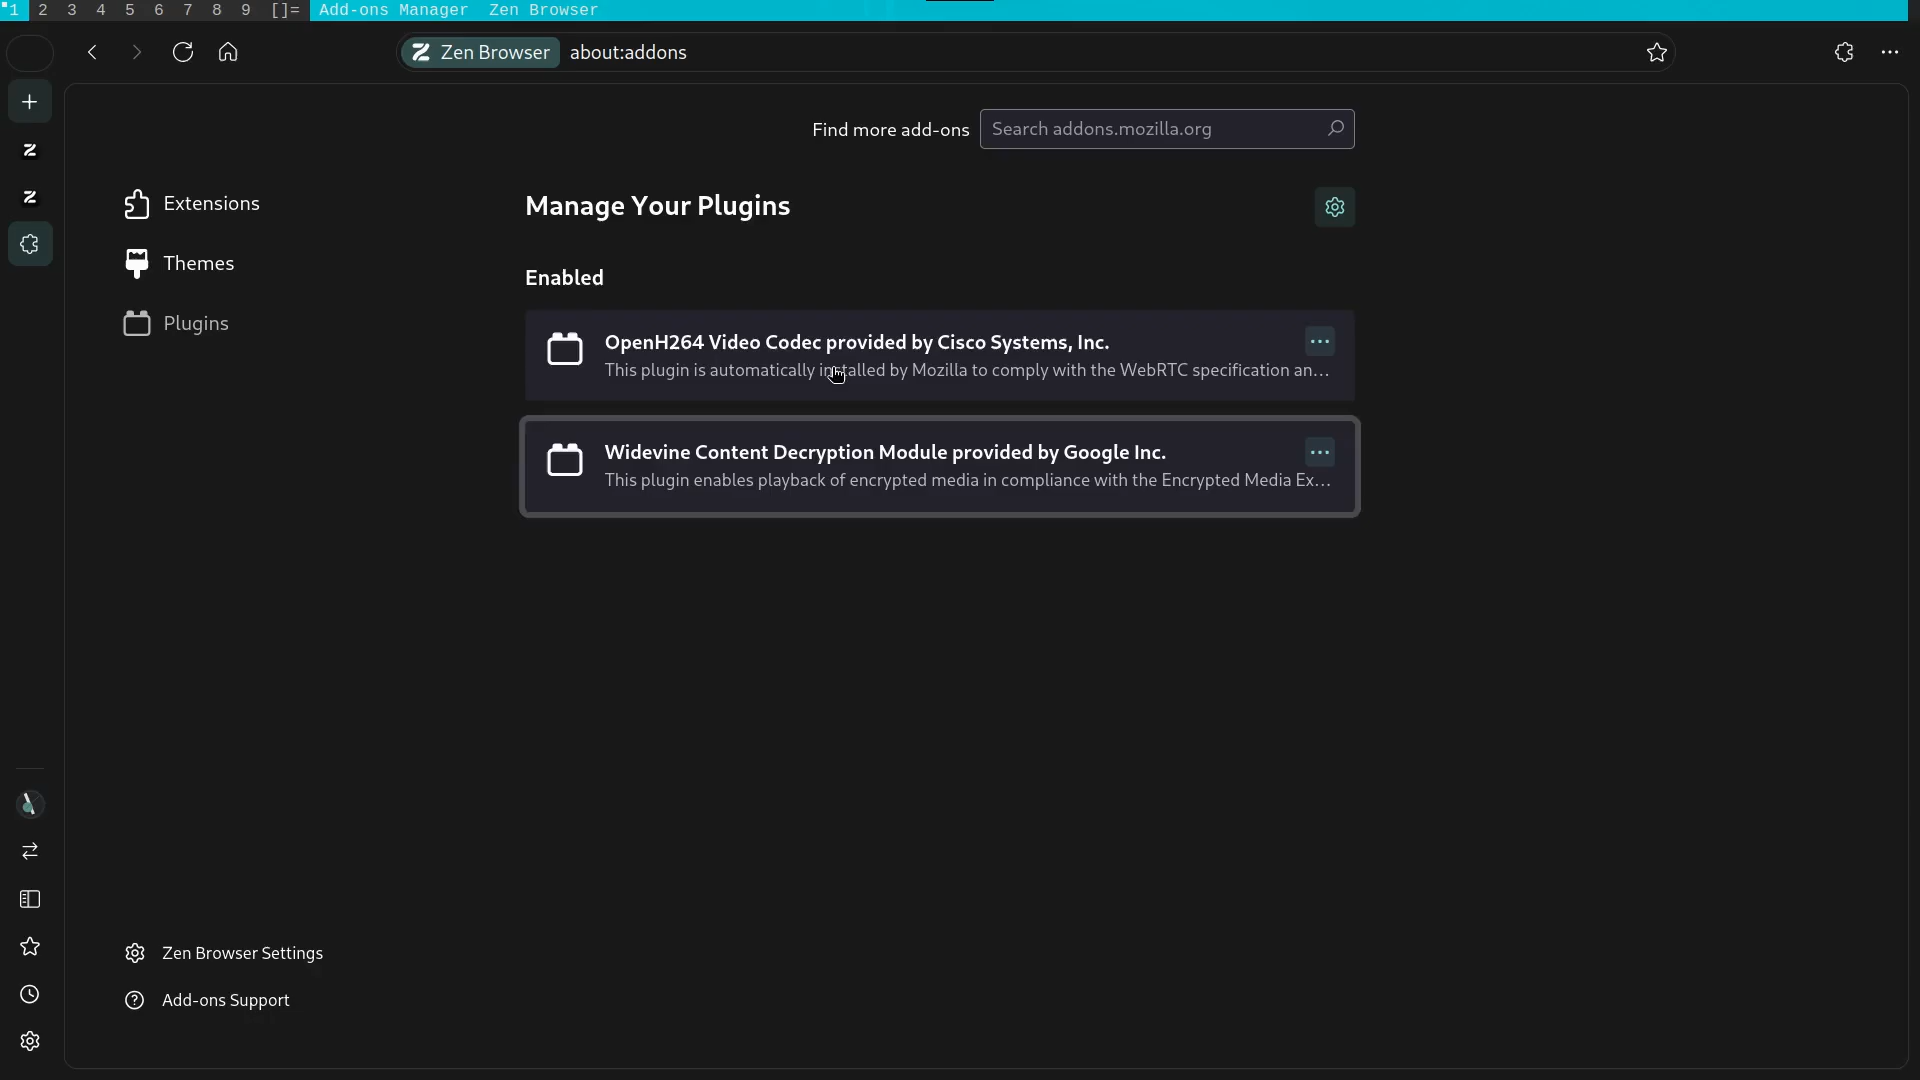 1 2 3 4 5 6 7 8 9 []= Add-ons Manager Zen Browser
Zen Browser about:addons
Find more add-ons Search addons.mozilla.org
Extensions
Themes
Plugins
Manage Your Plugins
Enabled
OpenH264 Video Codec provided by Cisco Systems, Inc.
This plugin is automatically installed by Mozilla to comply with the WebRTC specification an...
Widevine Content Decryption Module provided by Google Inc.
This plugin enables playback of encrypted media in compliance with the Encrypted Media Ex...
Zen Browser Settings
Add-ons Support